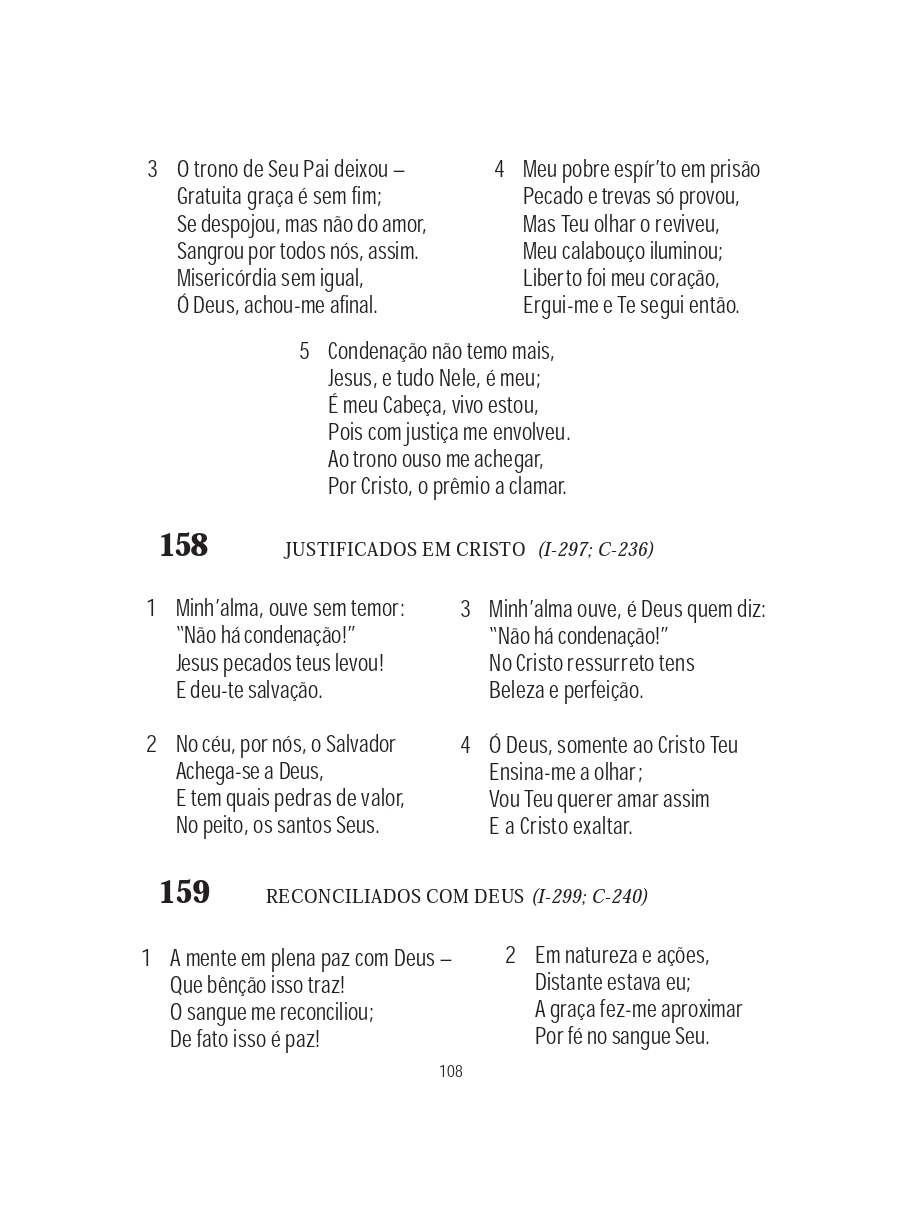 3 O trono de Seu Pai deixou –
Gratuita graça é sem fim;
Se despojou, mas não do amor,
Sangrou por todos nós, assim.
Misericórdia sem igual,
Ó Deus, achou-me afinal.
4 Meu pobre espír’to em prisão
Pecado e trevas só provou,
Mas Teu olhar o reviveu,
Meu calabouço iluminou;
Liberto foi meu coração,
Ergui-me e Te segui então.
5 Condenação não temo mais,
Jesus, e tudo Nele, é meu;
É meu Cabeça, vivo estou,
Pois com justiça me envolveu.
Ao trono ouso me achegar,
Por Cristo, o prêmio a clamar.
158 JUSTIFICADOS EM CRISTO (I-297; C-236)
1 Minh’alma, ouve sem temor:
“Não há condenação!”
Jesus pecados teus levou!
E deu-te salvação.
2 No céu, por nós, o Salvador
Achega-se a Deus,
E tem quais pedras de valor,
No peito, os santos Seus.
3 Minh’alma ouve, é Deus quem diz:
“Não há condenação!”
No Cristo ressurreto tens
Beleza e perfeição.
4 Ó Deus, somente ao Cristo Teu
Ensina-me a olhar;
Vou Teu querer amar assim
E a Cristo exaltar.
159 RECONCILIADOS COM DEUS (I-299; C-240)
1 A mente em plena paz com Deus –
Que bênção isso traz!
O sangue me reconciliou;
De fato isso é paz!
2 Em natureza e ações,
Distante estava eu;
A graça fez-me aproximar
Por fé no sangue Seu.
108